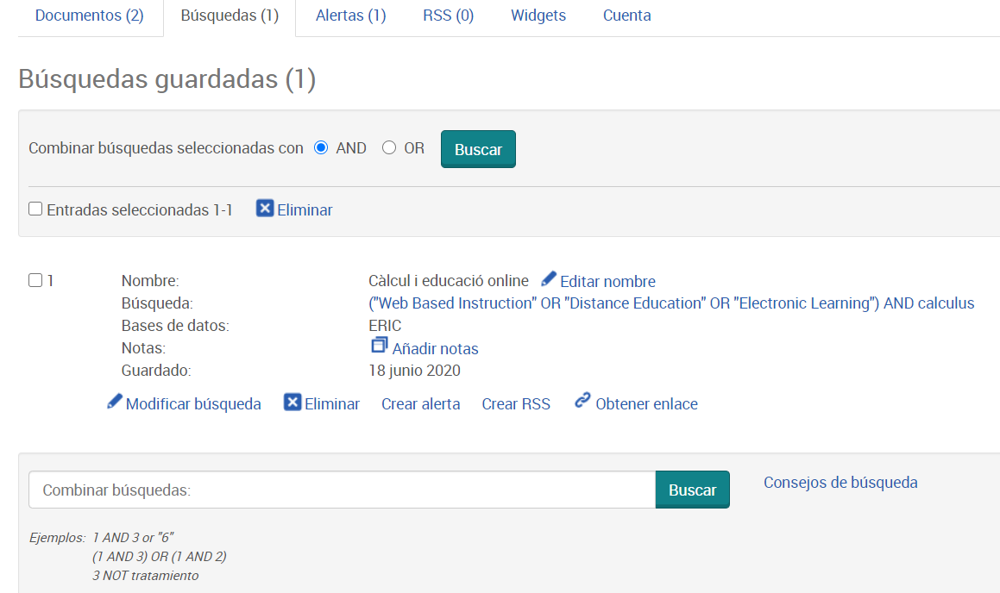 Documentos (2) Búsquedas (1) Alertas (1) RSS (0) Widgets Cuenta
Búsquedas guardadas (1)
Combinar búsquedas seleccionadas con AND OR Buscar
Entradas seleccionadas 1-1 Eliminar
1 Nombre: Càlcul i educació online Editar nombre
Búsqueda: ("Web Based Instruction" OR "Distance Education" OR "Electronic Learning") AND calculus
Bases de datos: ERIC
Notas: Añadir notas
Guardado: 18 junio 2020
Modificar búsqueda Eliminar Crear alerta Crear RSS Obtener enlace
Combinar búsquedas: Buscar Consejos de búsqueda
Ejemplos: 1 AND 3 or "6"
(1 AND 3) OR (1 AND 2)
3 NOT tratamiento